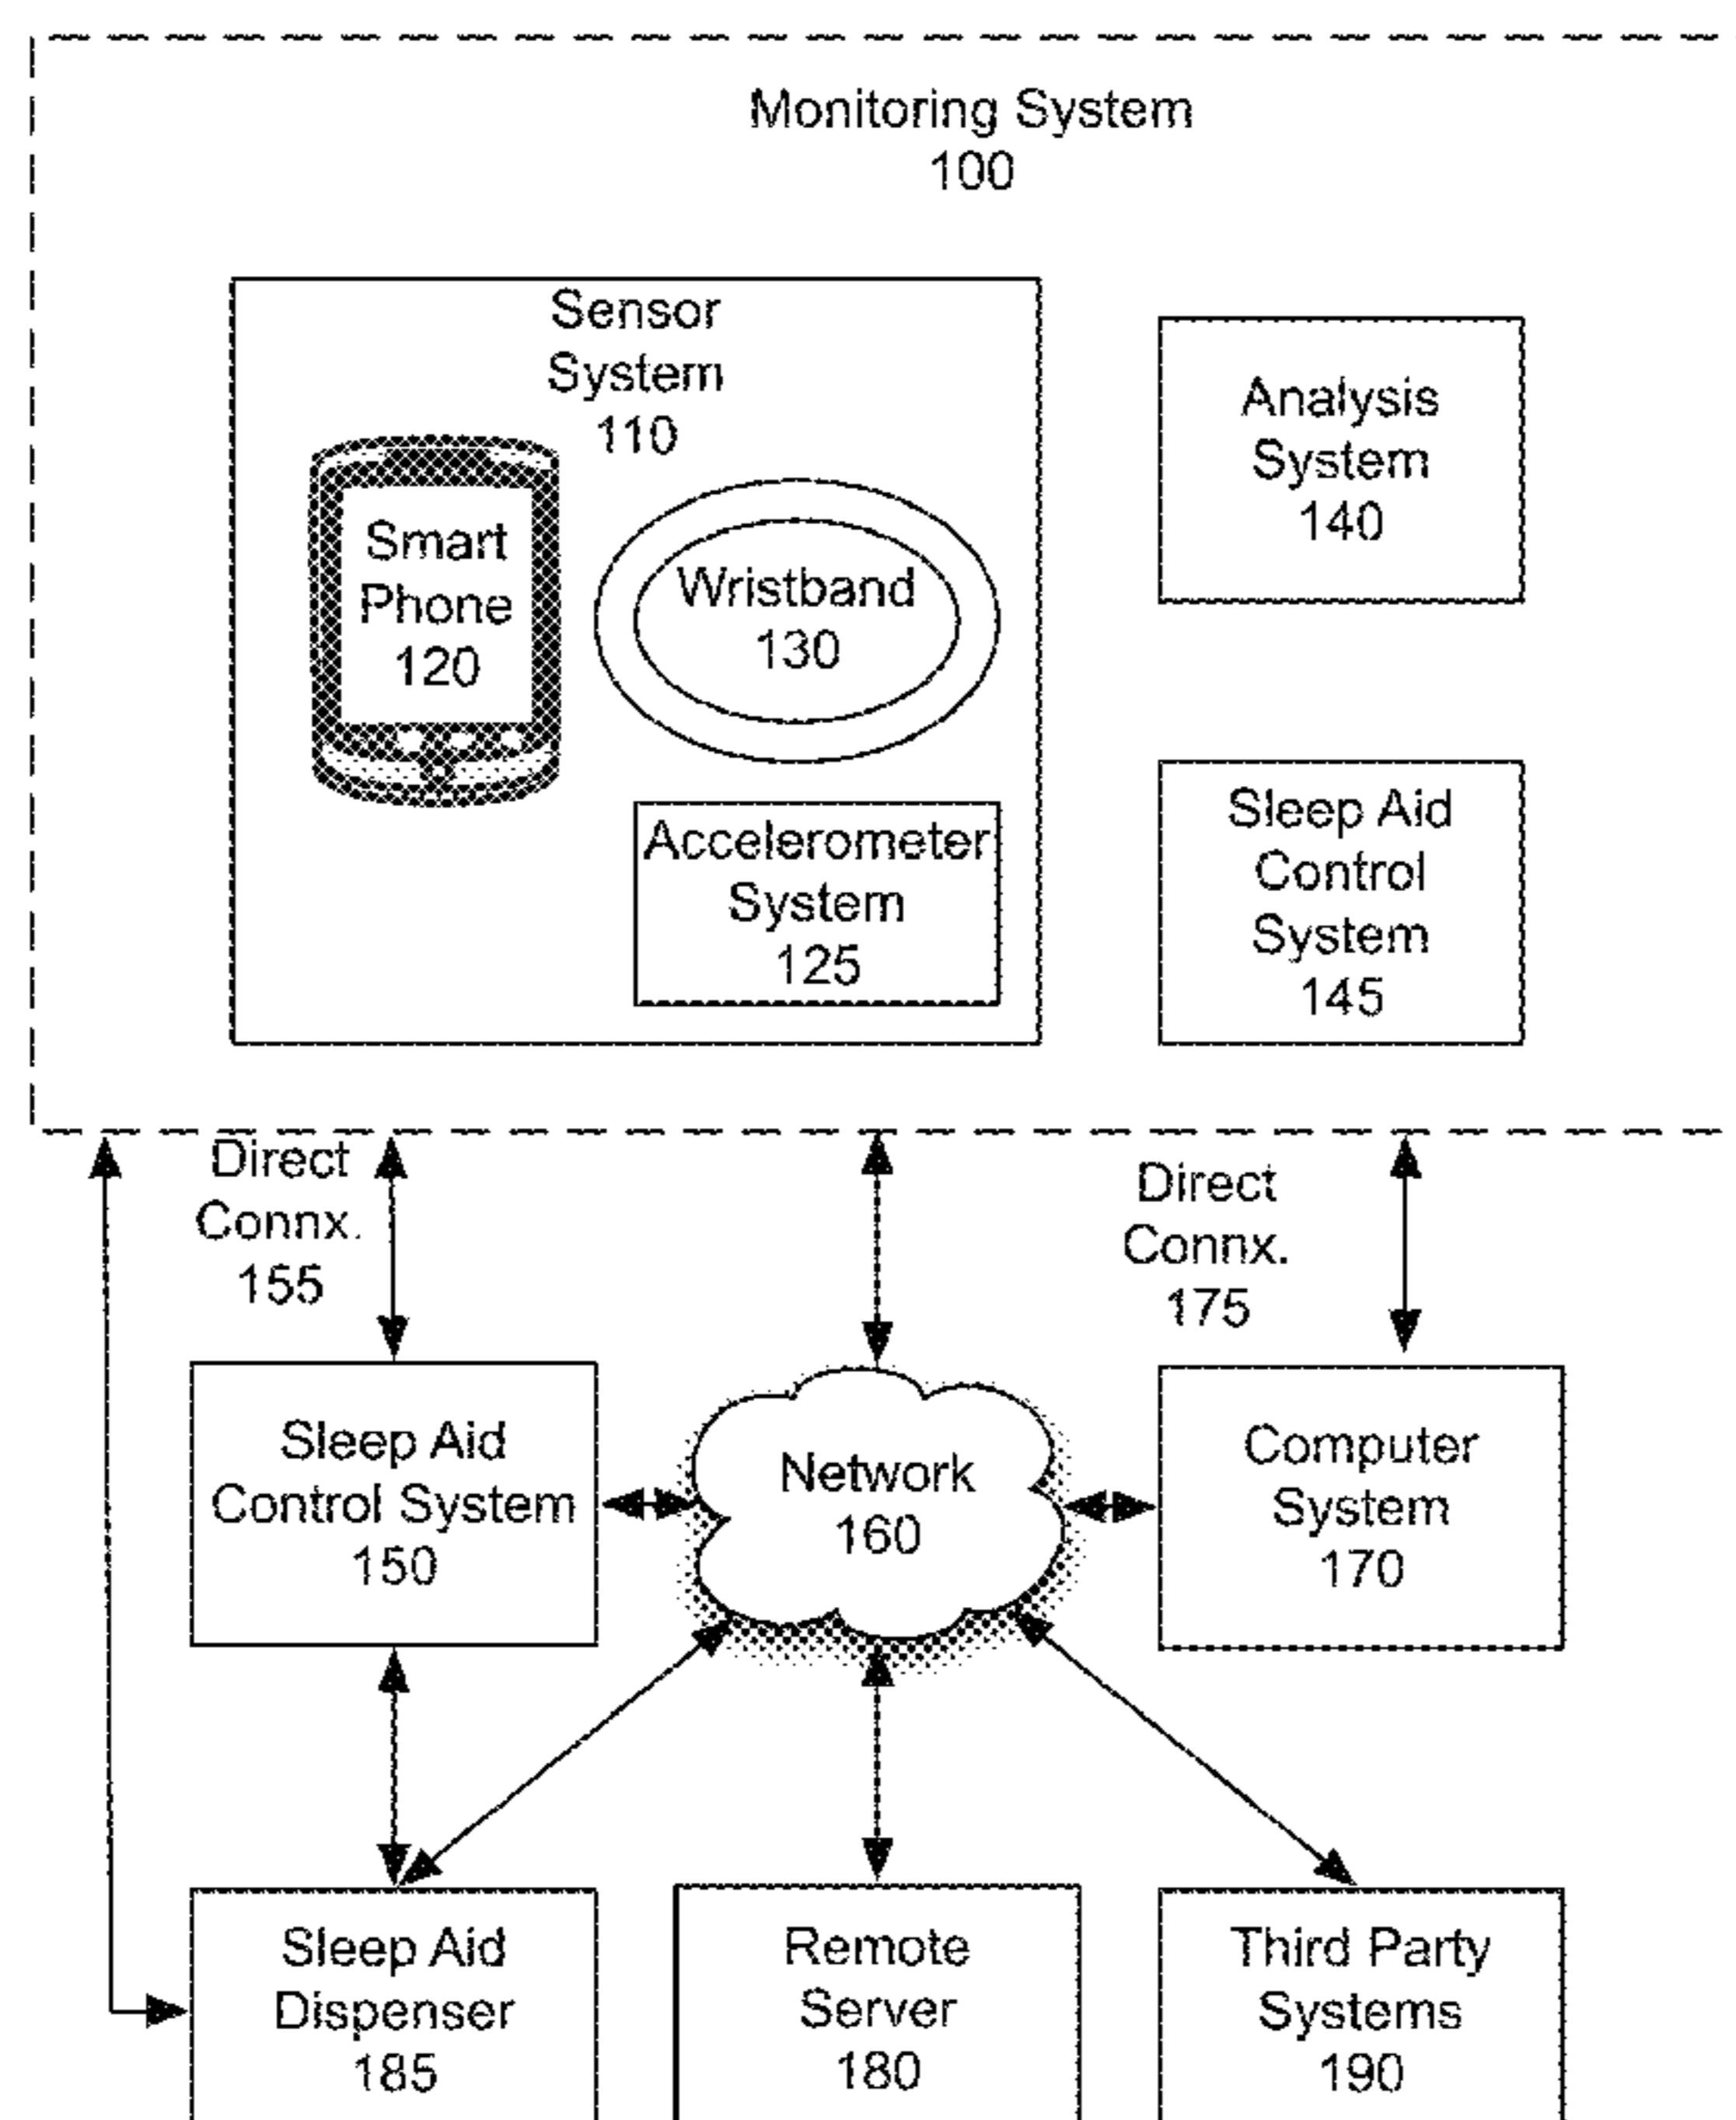 Monitoring System
100
Sensor
System
110
Smart
Phone
120
Wristband
130
Accelerometer
System
125
Analysis
System
140
Sleep Aid
Control
System
145
Direct
Connx.
155
Direct
Connx.
175
Sleep Aid
Control System
150
Network
160
Computer
System
170
Sleep Aid
Dispenser
185
Remote
Server
180
Third Party
Systems
190